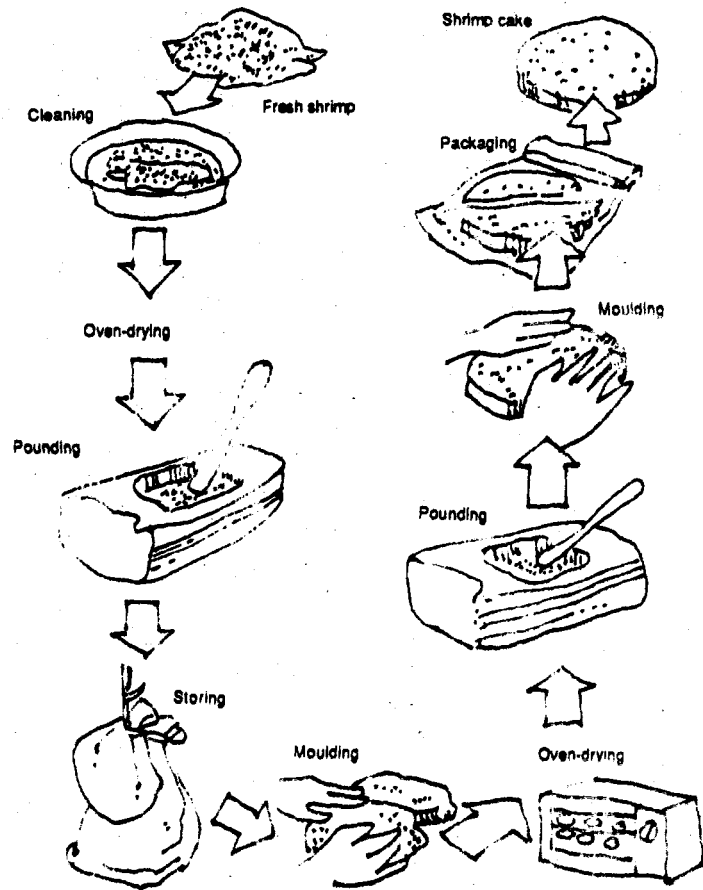 Fresh shrimp
Cleaning
Oven-drying
Pounding
Storing
Moulding
Oven-drying
Pounding
Moulding
Packaging
Shrimp cake